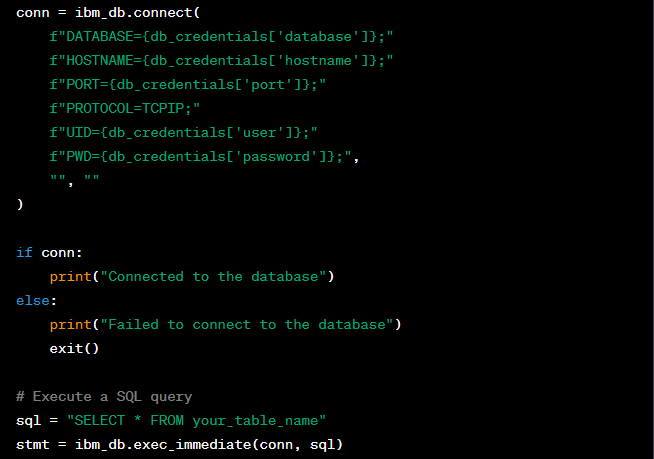 conn = ibm_db.connect(
    f"DATABASE={db_credentials['database']};"
    f"HOSTNAME={db_credentials['hostname']};"
    f"PORT={db_credentials['port']};"
    f"PROTOCOL=TCPIP;"
    f"UID={db_credentials['user']};"
    f"PWD={db_credentials['password']};",
    "", ""
)

if conn:
    print("Connected to the database")
else:
    print("Failed to connect to the database")
    exit()

# Execute a SQL query
sql = "SELECT * FROM your_table_name"
stmt = ibm_db.exec_immediate(conn, sql)